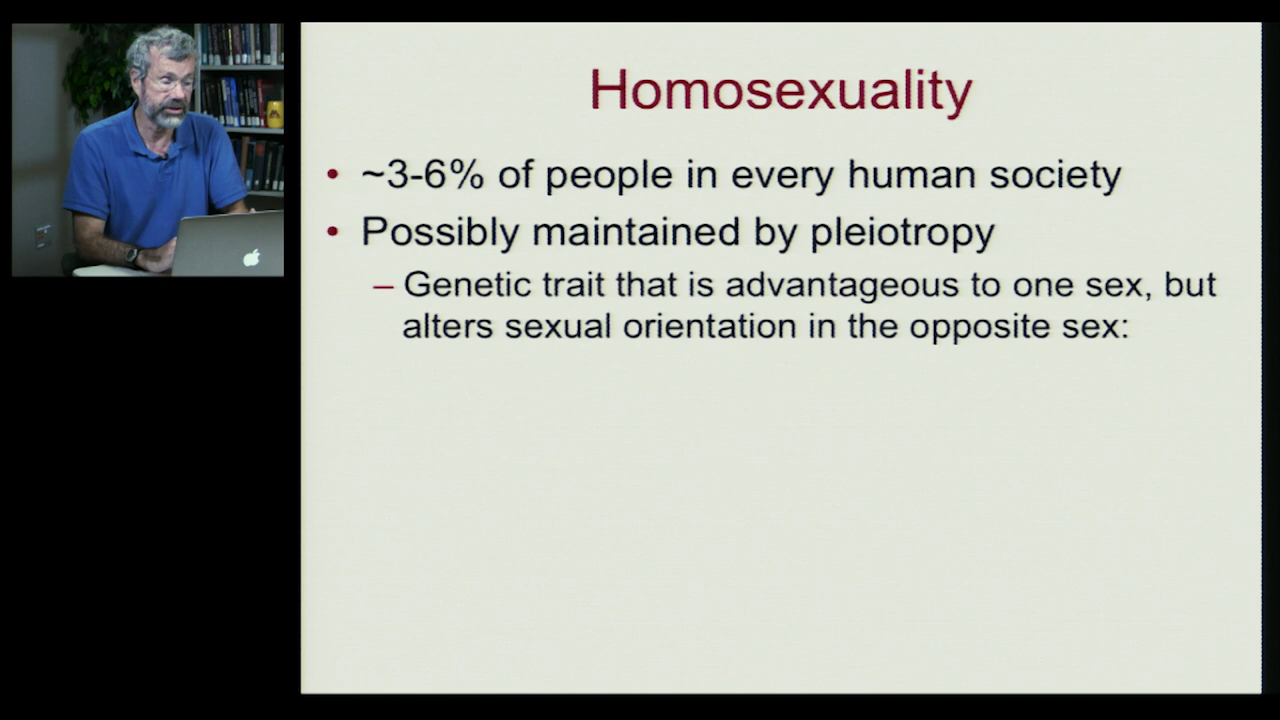 Homosexuality
• ~3-6% of people in every human society
• Possibly maintained by pleiotropy
– Genetic trait that is advantageous to one sex, but
alters sexual orientation in the opposite sex: